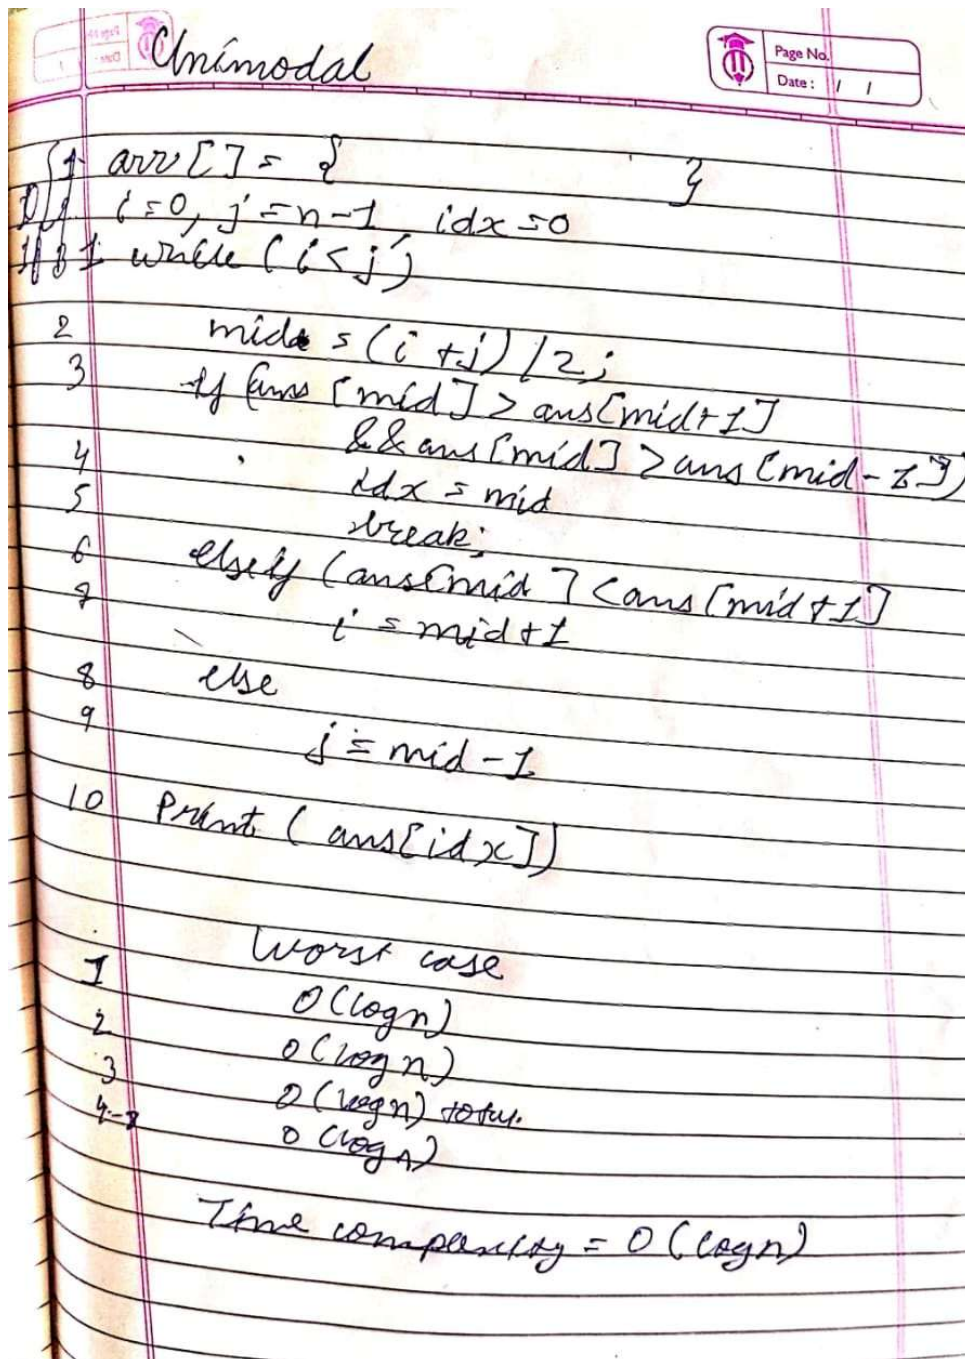 Unimodal
Page No.
Date : / /
1 arr[] = { }
i=0, j=n-1 idx=0
1 while (i<j)
2 mid = (i+j)/2;
3 if (ans[mid] > ans[mid+1]
&& ans[mid] > ans[mid-1])
4 idx = mid
5 break;
6 elseif (ans[mid] < ans[mid+1]
7 i = mid+1
8 else
9 j = mid-1
10 Print (ans[idx])
Worst case
1 O(logn)
2 O(logn)
3 O(logn)
4-8 O(logn)
Time complexity = O(logn)